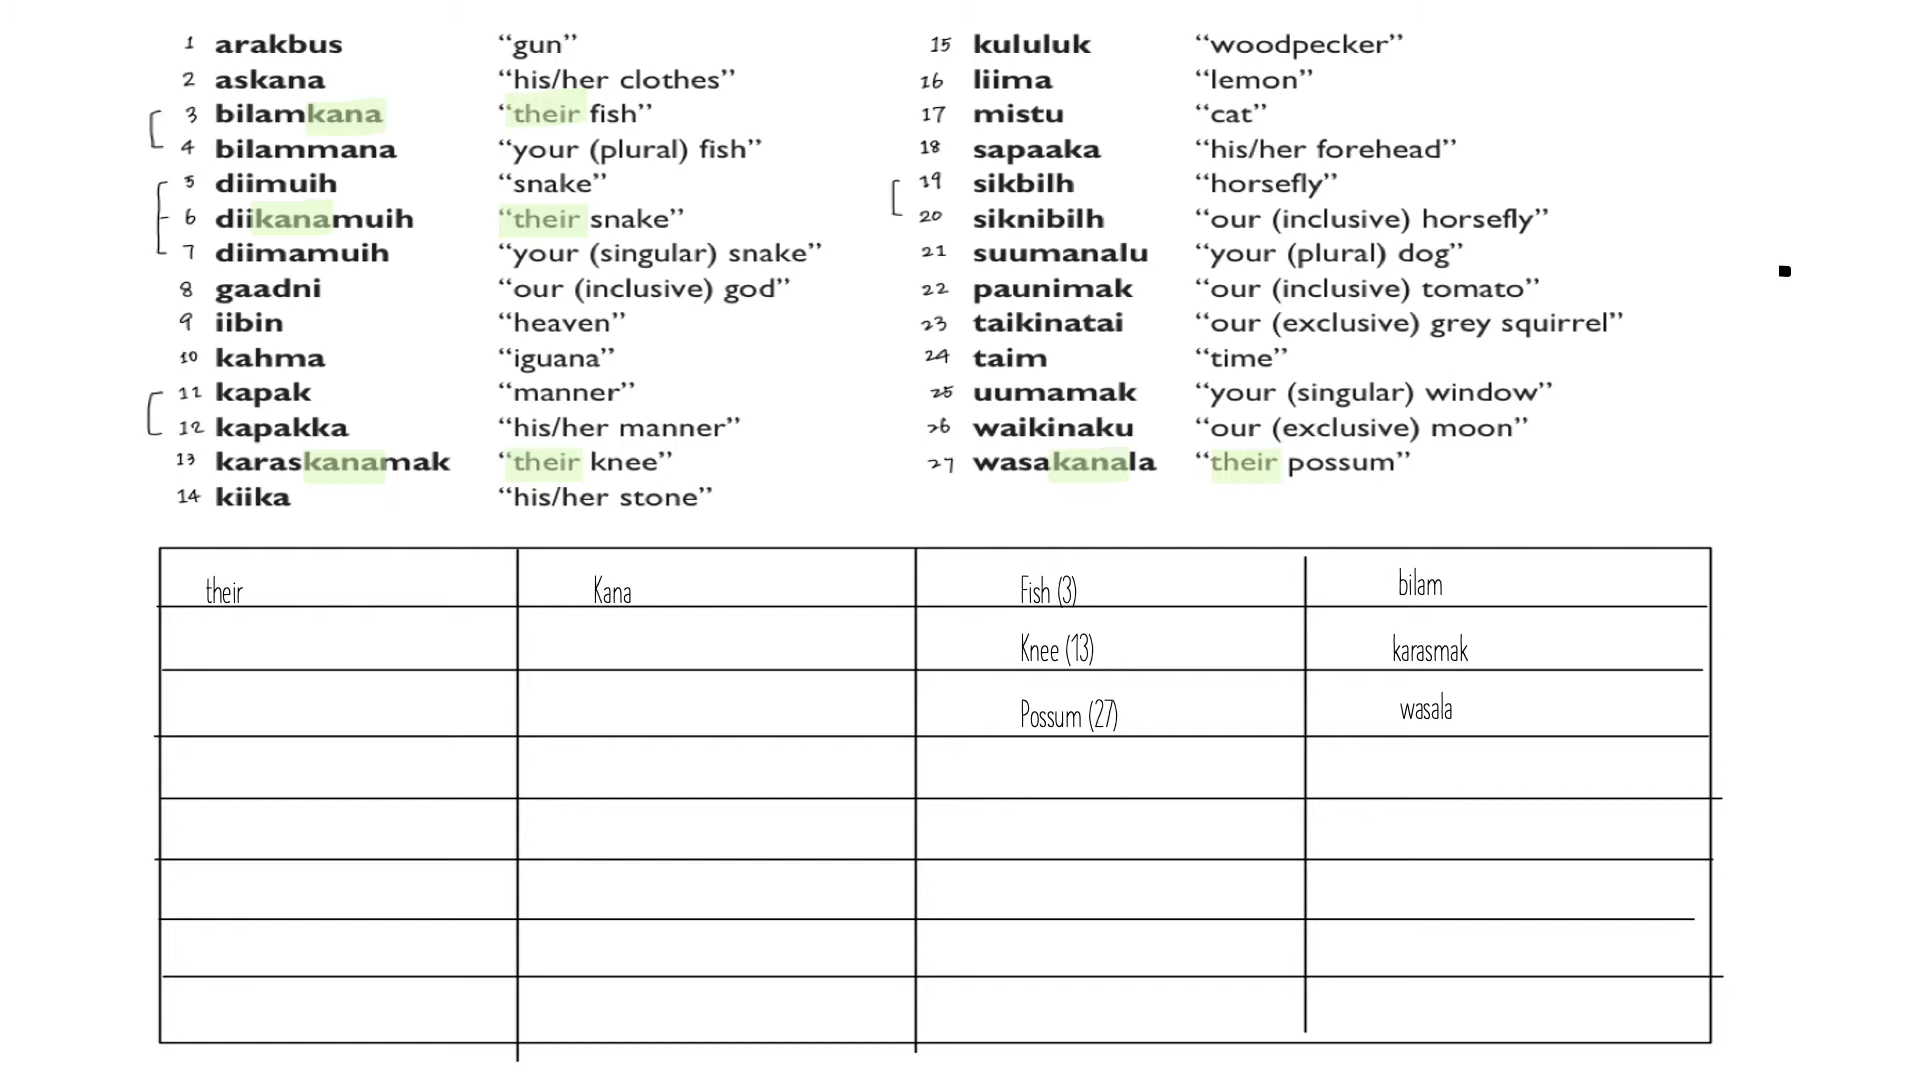 1 arakbus “gun”
2 askana “his/her clothes”
3 bilamkana “their fish”
4 bilammana “your (plural) fish”
5 diimuih “snake”
6 diikanamuih “their snake”
7 diimamuih “your (singular) snake”
8 gaadni “our (inclusive) god”
9 iibin “heaven”
10 kahma “iguana”
11 kapak “manner”
12 kapakka “his/her manner”
13 karaskanamak “their knee”
14 kiika “his/her stone”
15 kululuk “woodpecker”
16 liima “lemon”
17 mistu “cat”
18 sapaaka “his/her forehead”
19 sikbilh “horsefly”
20 siknibilh “our (inclusive) horsefly”
21 suumanalu “your (plural) dog”
22 paunimak “our (inclusive) tomato”
23 taikinatai “our (exclusive) grey squirrel”
24 taim “time”
25 uumamak “your (singular) window”
26 waikinaku “our (exclusive) moon”
27 wasakanala “their possum”
their Kana Fish (3) bilam
Knee (13) karasmak
Possum (27) wasala